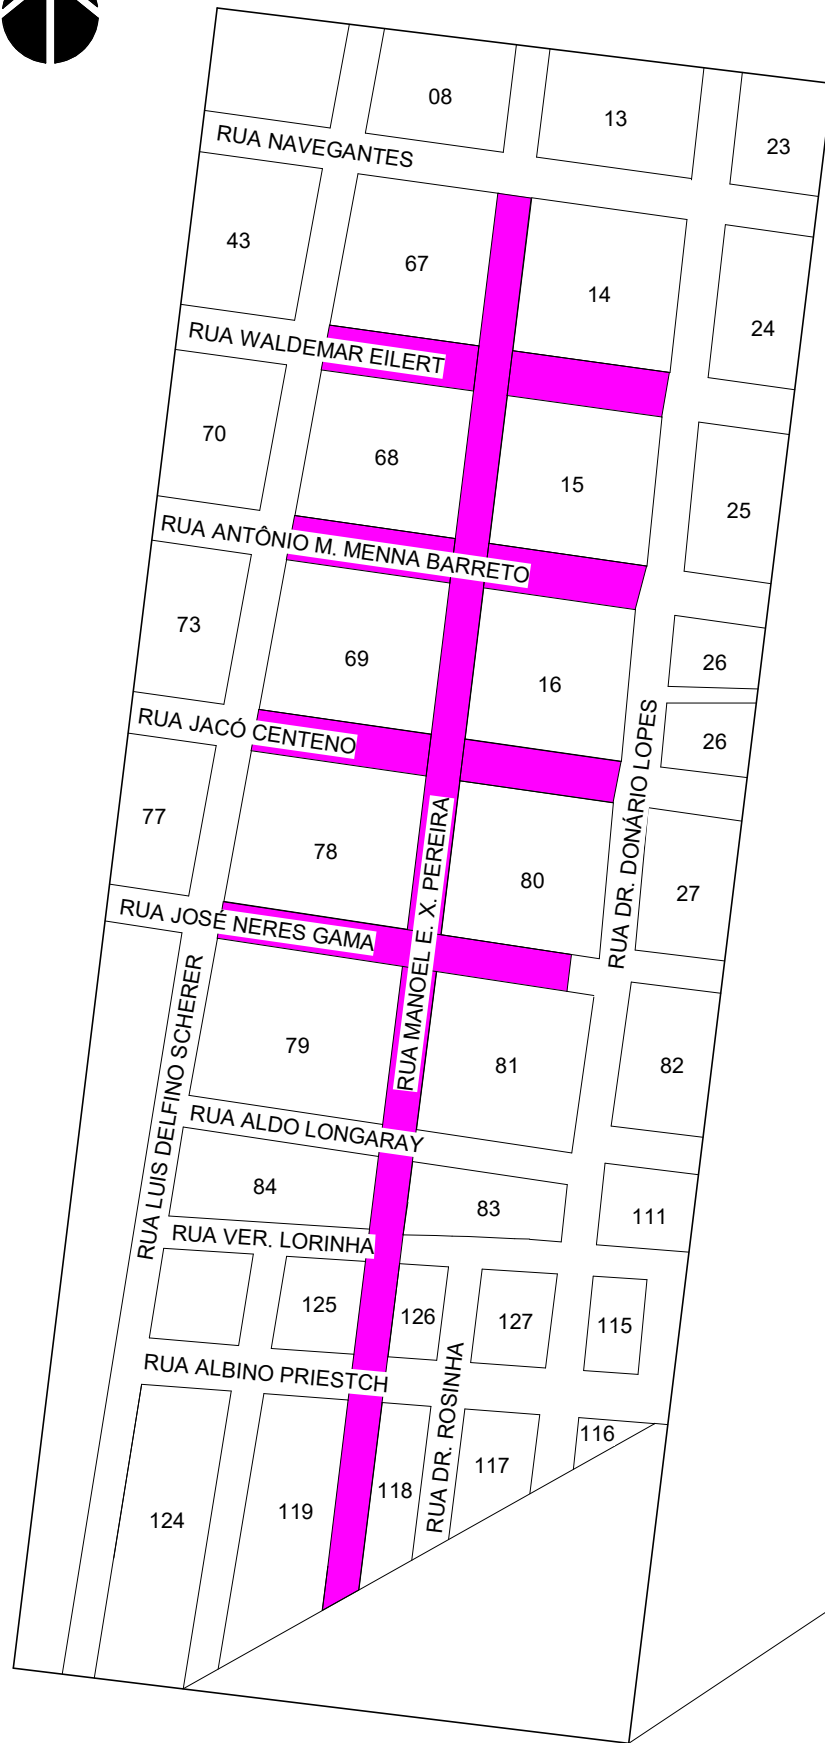 08
13
23
RUA NAVEGANTES
43
67
14
24
RUA WALDEMAR EILERT
70
68
15
25
RUA ANTÔNIO M. MENNA BARRETO
73
69
16
26
RUA JACÓ CENTENO
26
RUA DR. DONÁRIO LOPES
77
78
80
27
RUA JOSÉ NERES GAMA
RUA MANOEL E. X. PEREIRA
RUA LUIS DELFINO SCHERER
79
81
82
RUA ALDO LONGARAY
84
83
111
RUA VER. LORINHA
125
126
127
115
RUA ALBINO PRIESTCH
RUA DR. ROSINHA
116
124
119
118
117